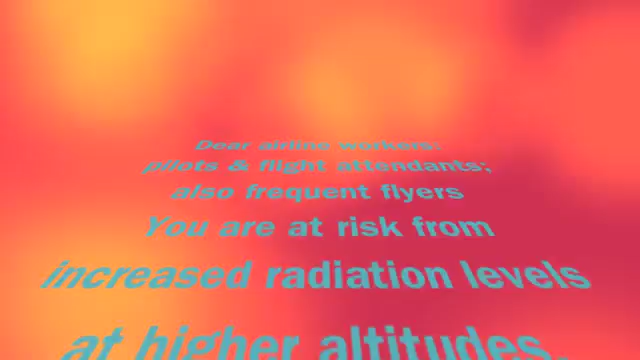 Dear airline workers:
pilots & flight attendants;
also frequent flyers
You are at risk from
increased radiation levels
at higher altitudes